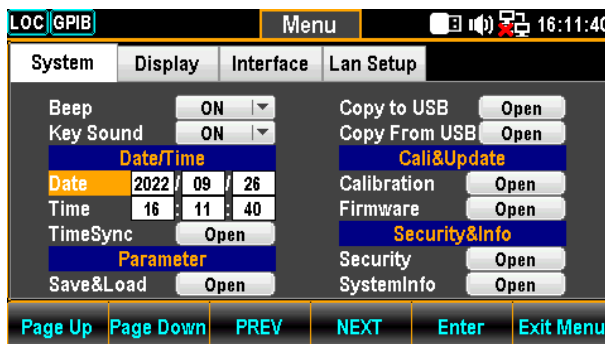 LOC GPIB Menu 16:11:40
System Display Interface Lan Setup
Beep ON
Key Sound ON
Date/Time
Date 2022 / 09 / 26
Time 16 : 11 : 40
TimeSync Open
Parameter
Save&Load Open
Copy to USB Open
Copy From USB Open
Cali&Update
Calibration Open
Firmware Open
Security&Info
Security Open
SystemInfo Open
Page Up Page Down PREV NEXT Enter Exit Menu